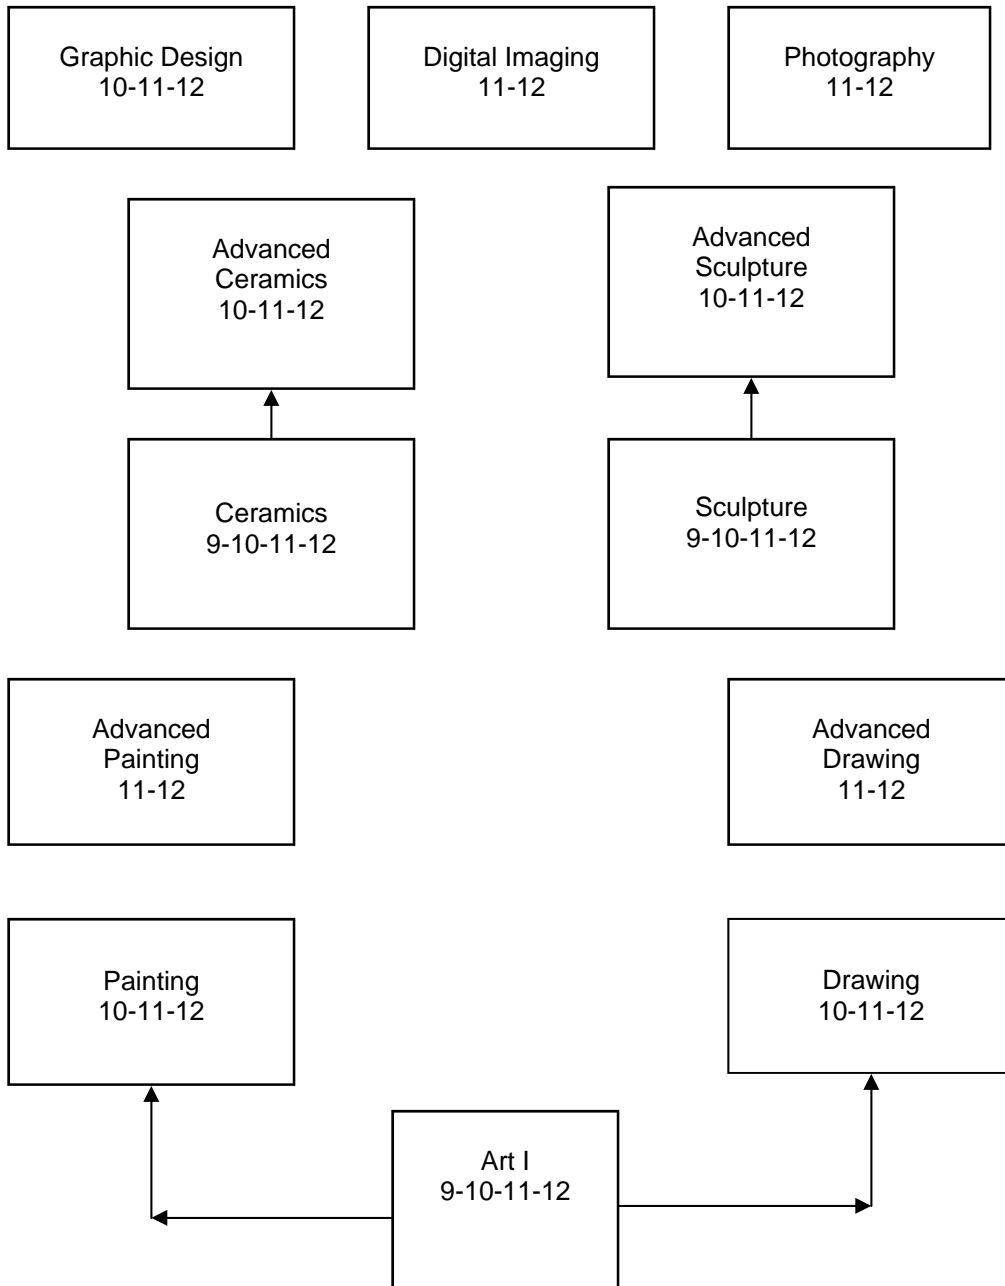 Graphic Design
10-11-12
Digital Imaging
11-12
Photography
11-12
Advanced
Ceramics
10-11-12
Advanced
Sculpture
10-11-12
Ceramics
9-10-11-12
Sculpture
9-10-11-12
Advanced
Painting
11-12
Advanced
Drawing
11-12
Painting
10-11-12
Drawing
10-11-12
Art I
9-10-11-12